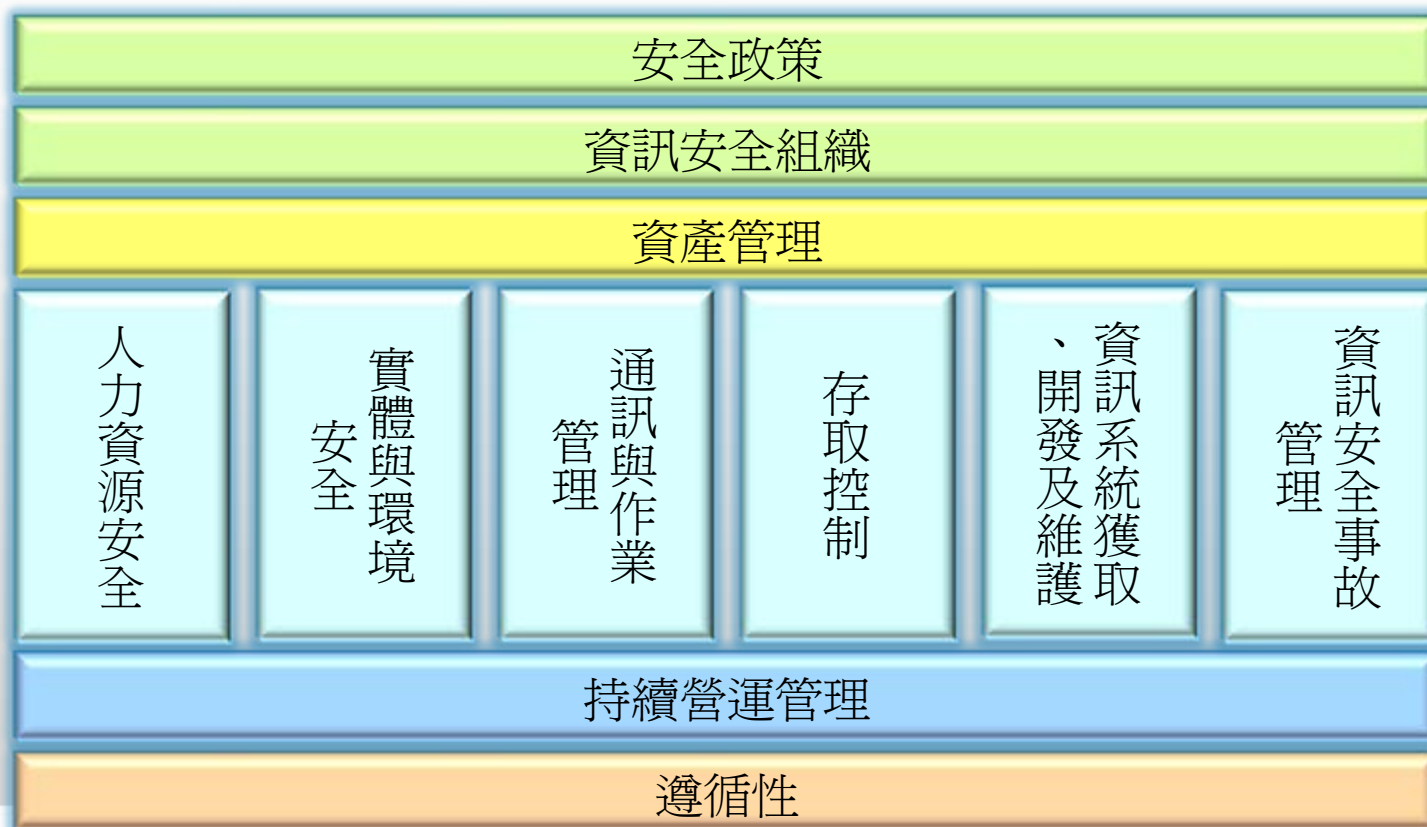 安全政策
資訊安全組織
資產管理
人力資源安全
實體與環境
安全
通訊與作業
管理
存取控制
資訊系統獲取
、開發及維護
資訊安全事故
管理
持續營運管理
遵循性